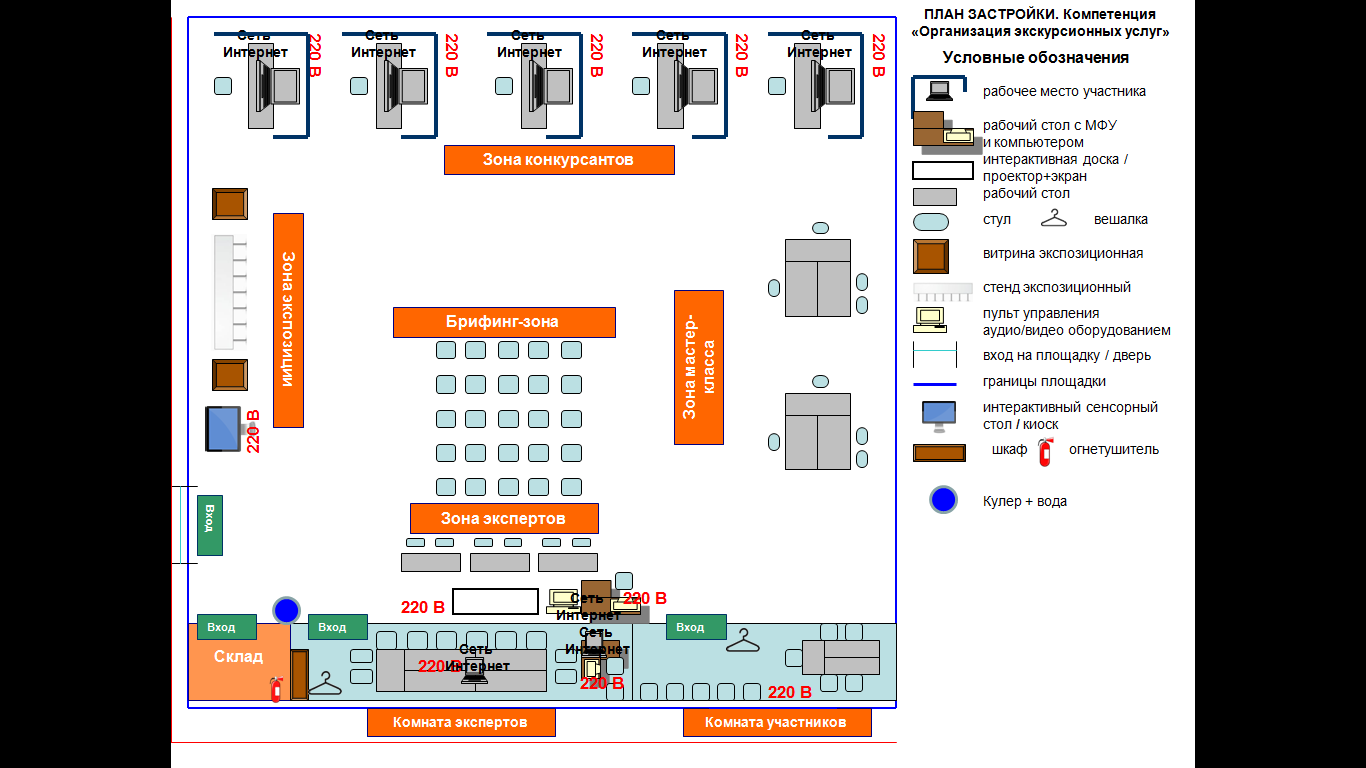 ПЛАН ЗАСТРОЙКИ. Компетенция
«Организация экскурсионных услуг»
Условные обозначения
рабочее место участника
рабочий стол с МФУ
и компьютером
интерактивная доска /
проектор+экран
рабочий стол
стул
вешалка
витрина экспозиционная
стенд экспозиционный
пульт управления
аудио/видео оборудованием
вход на площадку / дверь
границы площадки
интерактивный сенсорный
стол / киоск
шкаф
огнетушитель
Кулер + вода
Сеть
Интернет
220 В
Сеть
Интернет
220 В
Сеть
Интернет
220 В
Сеть
Интернет
220 В
Сеть
Интернет
220 В
Зона конкурсантов
Зона экспозиции
Брифинг-зона
Зона мастер-
класса
220 В
Вход
Зона экспертов
220 В
Сеть
Интернет
220 В
Вход
Вход
Вход
Склад
Сеть
Интернет
220 В
Сеть
Интернет
220 В
220 В
Комната экспертов
Комната участников